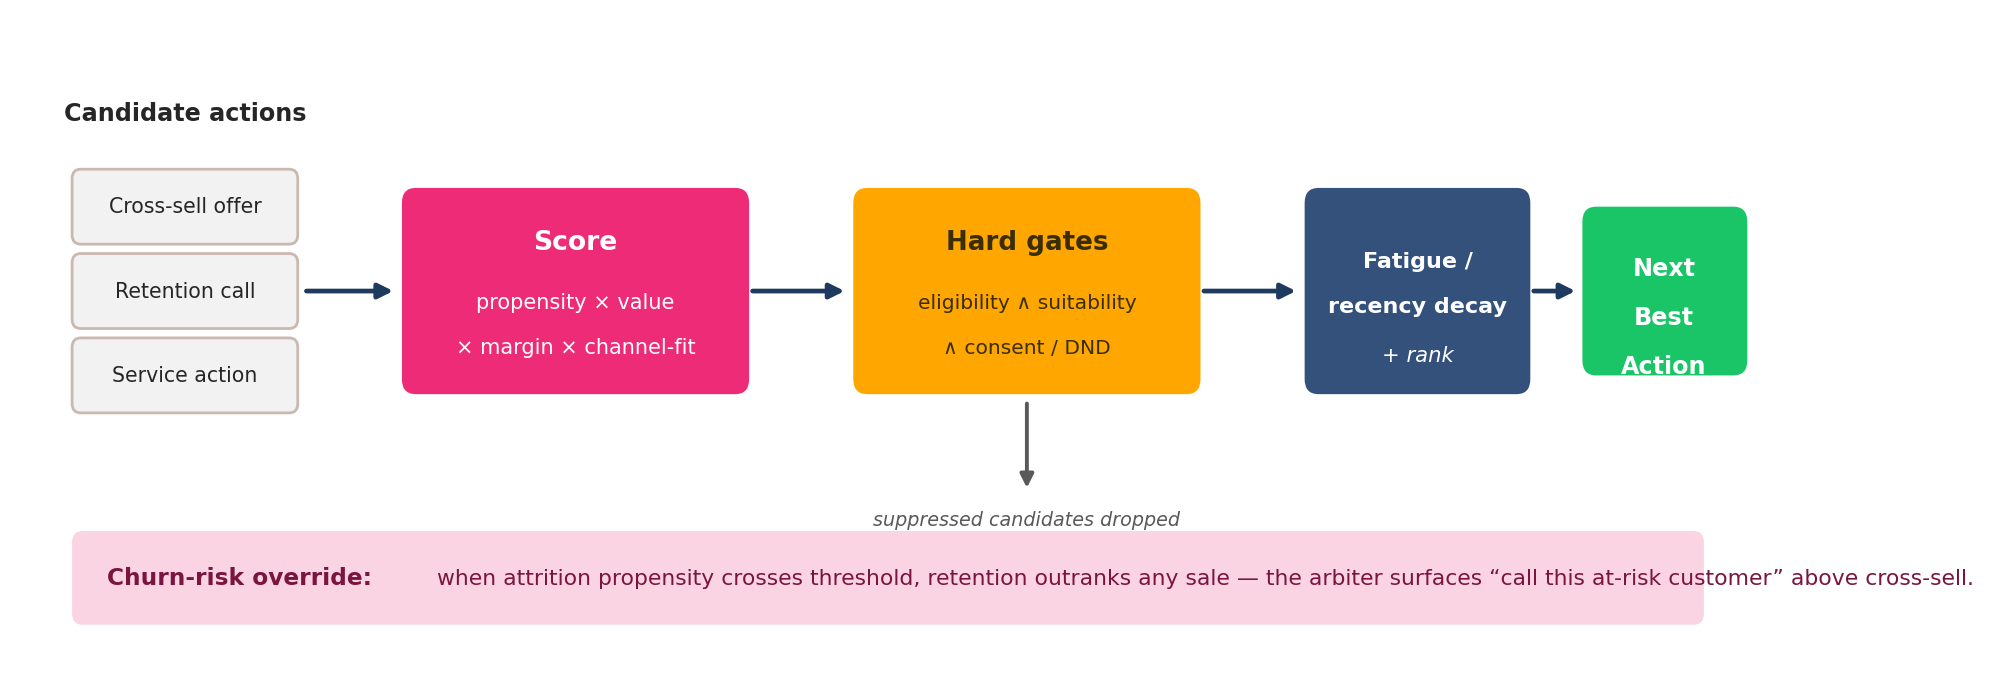 Candidate actions
Cross-sell offer
Retention call
Service action
Score
propensity × value
× margin × channel-fit
Hard gates
eligibility ∧ suitability
∧ consent / DND
Fatigue /
recency decay
+ rank
Next
Best
Action
suppressed candidates dropped
Churn-risk override: when attrition propensity crosses threshold, retention outranks any sale — the arbiter surfaces “call this at-risk customer” above cross-sell.